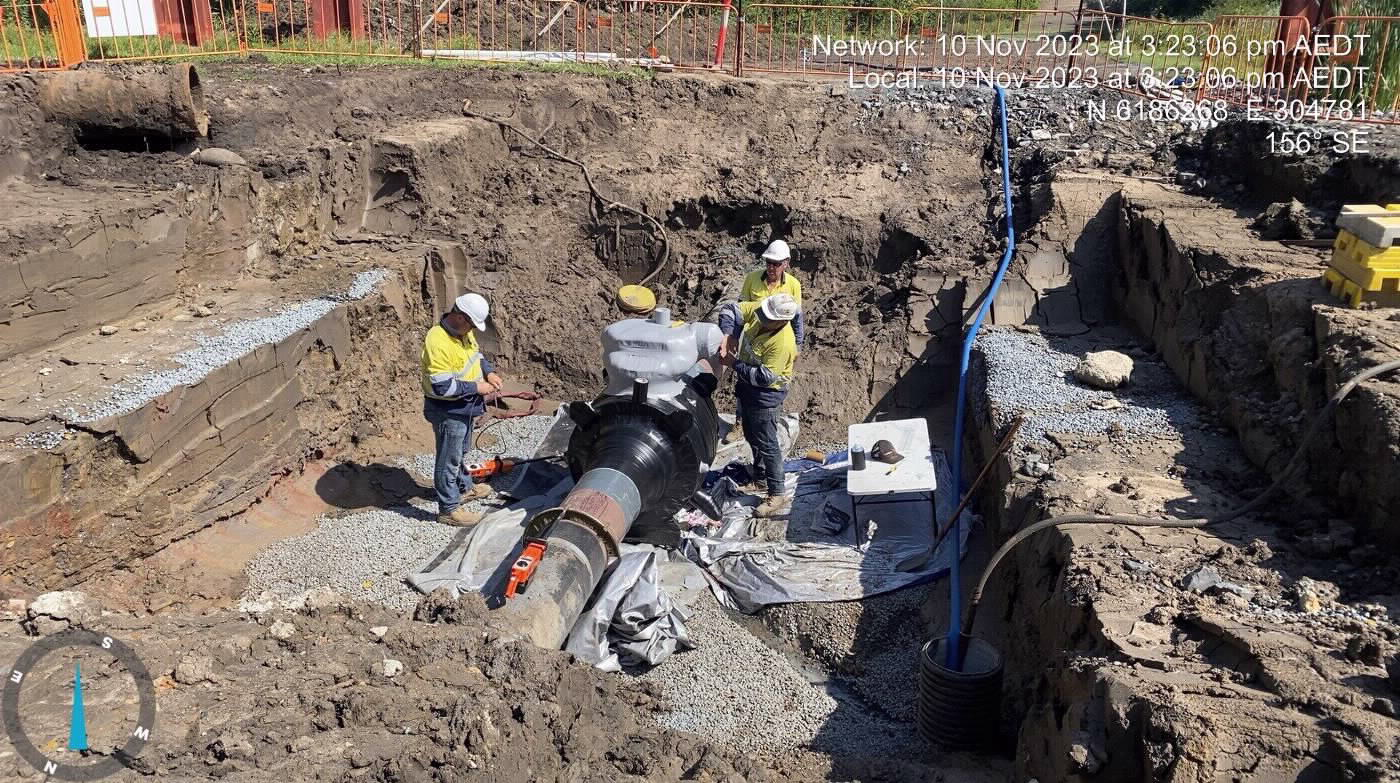 Network: 10 Nov 2023 at 3:23:06 pm AEDT
Local: 10 Nov 2023 at 3:23:06 pm AEDT
N 6186268 E 304781
156° SE
S
E
W
N